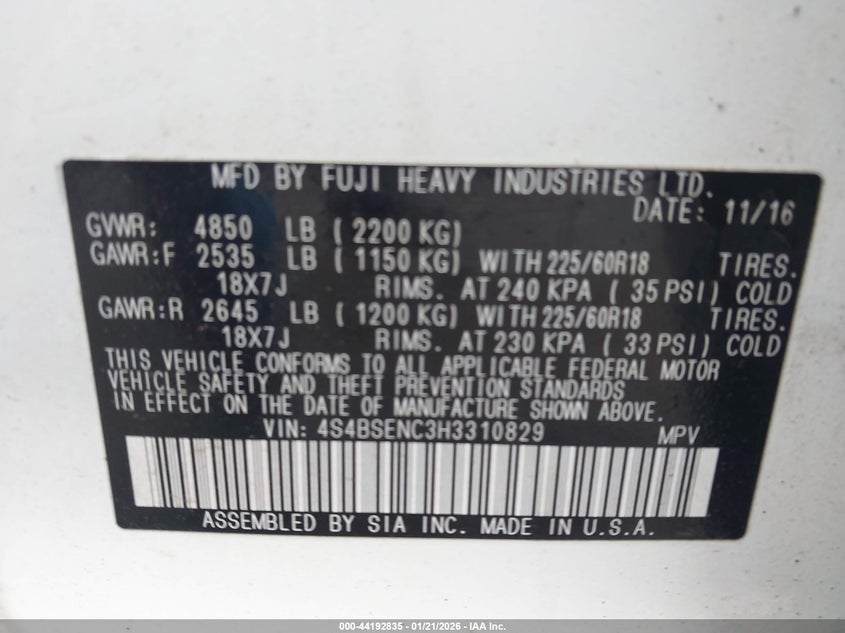 MFD BY FUJI HEAVY INDUSTRIES LTD.
DATE: 11/16
GVWR: 4850 LB ( 2200 KG)
GAWR:F 2535 LB ( 1150 KG) WITH 225/60R18 TIRES.
18X7J RIMS. AT 240 KPA ( 35 PSI) COLD
GAWR:R 2645 LB ( 1200 KG) WITH 225/60R18 TIRES.
18X7J RIMS. AT 230 KPA ( 33 PSI) COLD
THIS VEHICLE CONFORMS TO ALL APPLICABLE FEDERAL MOTOR
VEHICLE SAFETY AND THEFT PREVENTION STANDARDS
IN EFFECT ON THE DATE OF MANUFACTURE SHOWN ABOVE.
VIN: 4S4BSENC3H3310829 MPV
ASSEMBLED BY SIA INC. MADE IN U.S.A.
000-44192835 - 01/21/2026 - IAA Inc.